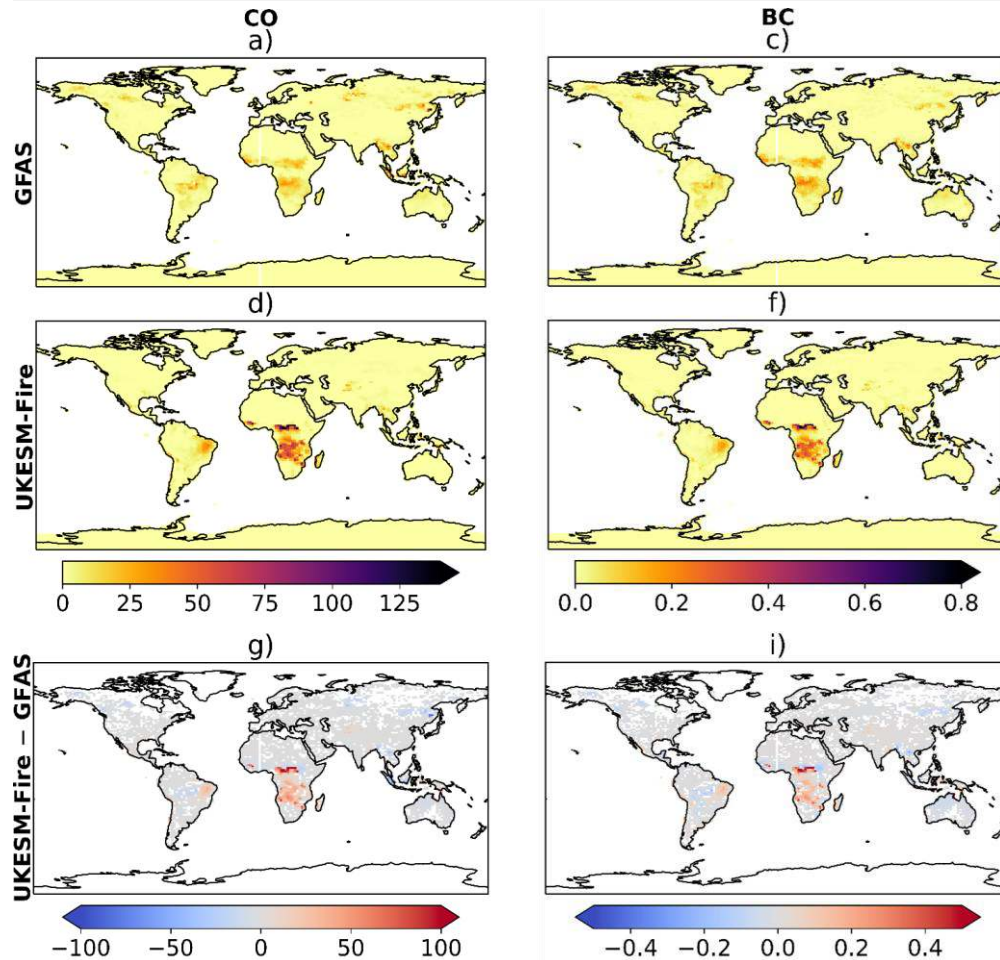 CO
BC
a)
c)
GFAS
d)
f)
UKESM-Fire
0 25 50 75 100 125
0.0 0.2 0.4 0.6 0.8
g)
i)
UKESM-Fire − GFAS
−100 −50 0 50 100
−0.4 −0.2 0.0 0.2 0.4